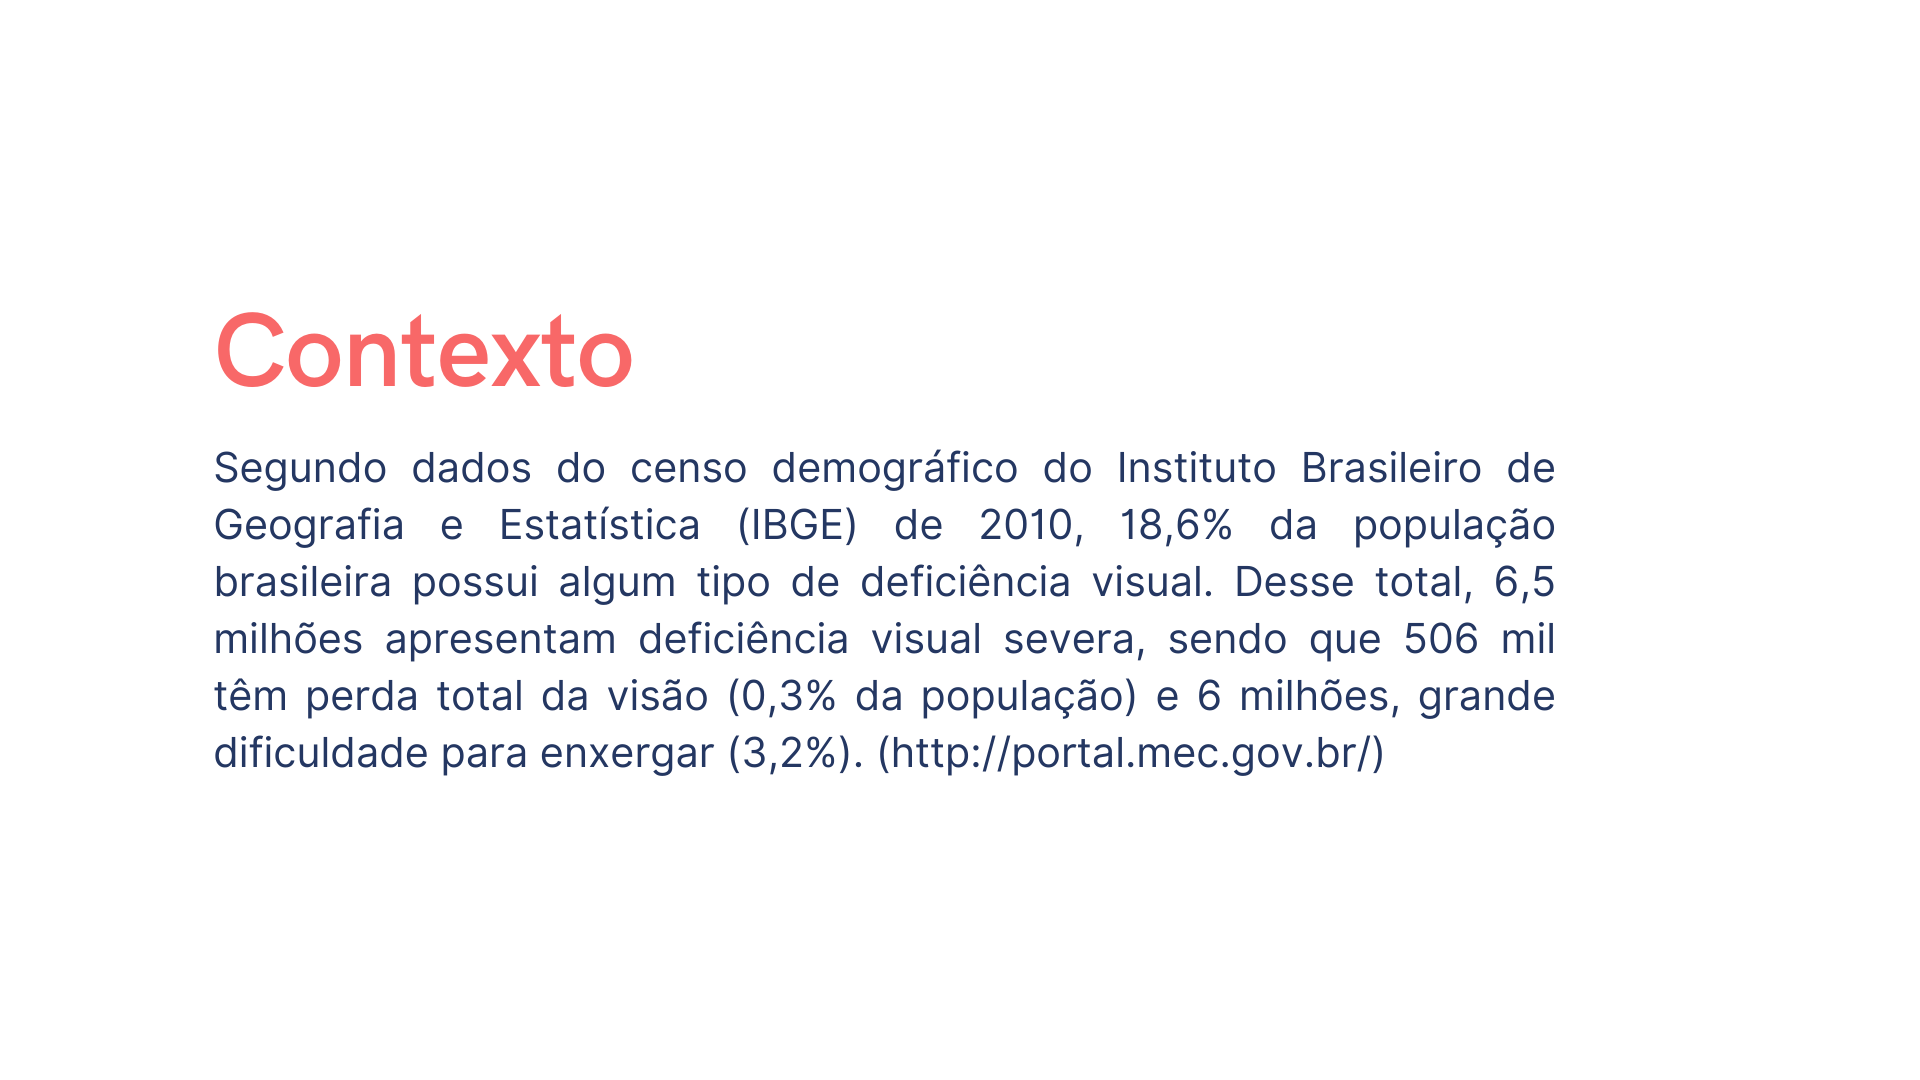 Contexto
Segundo dados do censo demográfico do Instituto Brasileiro de
Geografia e Estatística (IBGE) de 2010, 18,6% da população
brasileira possui algum tipo de deficiência visual. Desse total, 6,5
milhões apresentam deficiência visual severa, sendo que 506 mil
têm perda total da visão (0,3% da população) e 6 milhões, grande
dificuldade para enxergar (3,2%). (http://portal.mec.gov.br/)